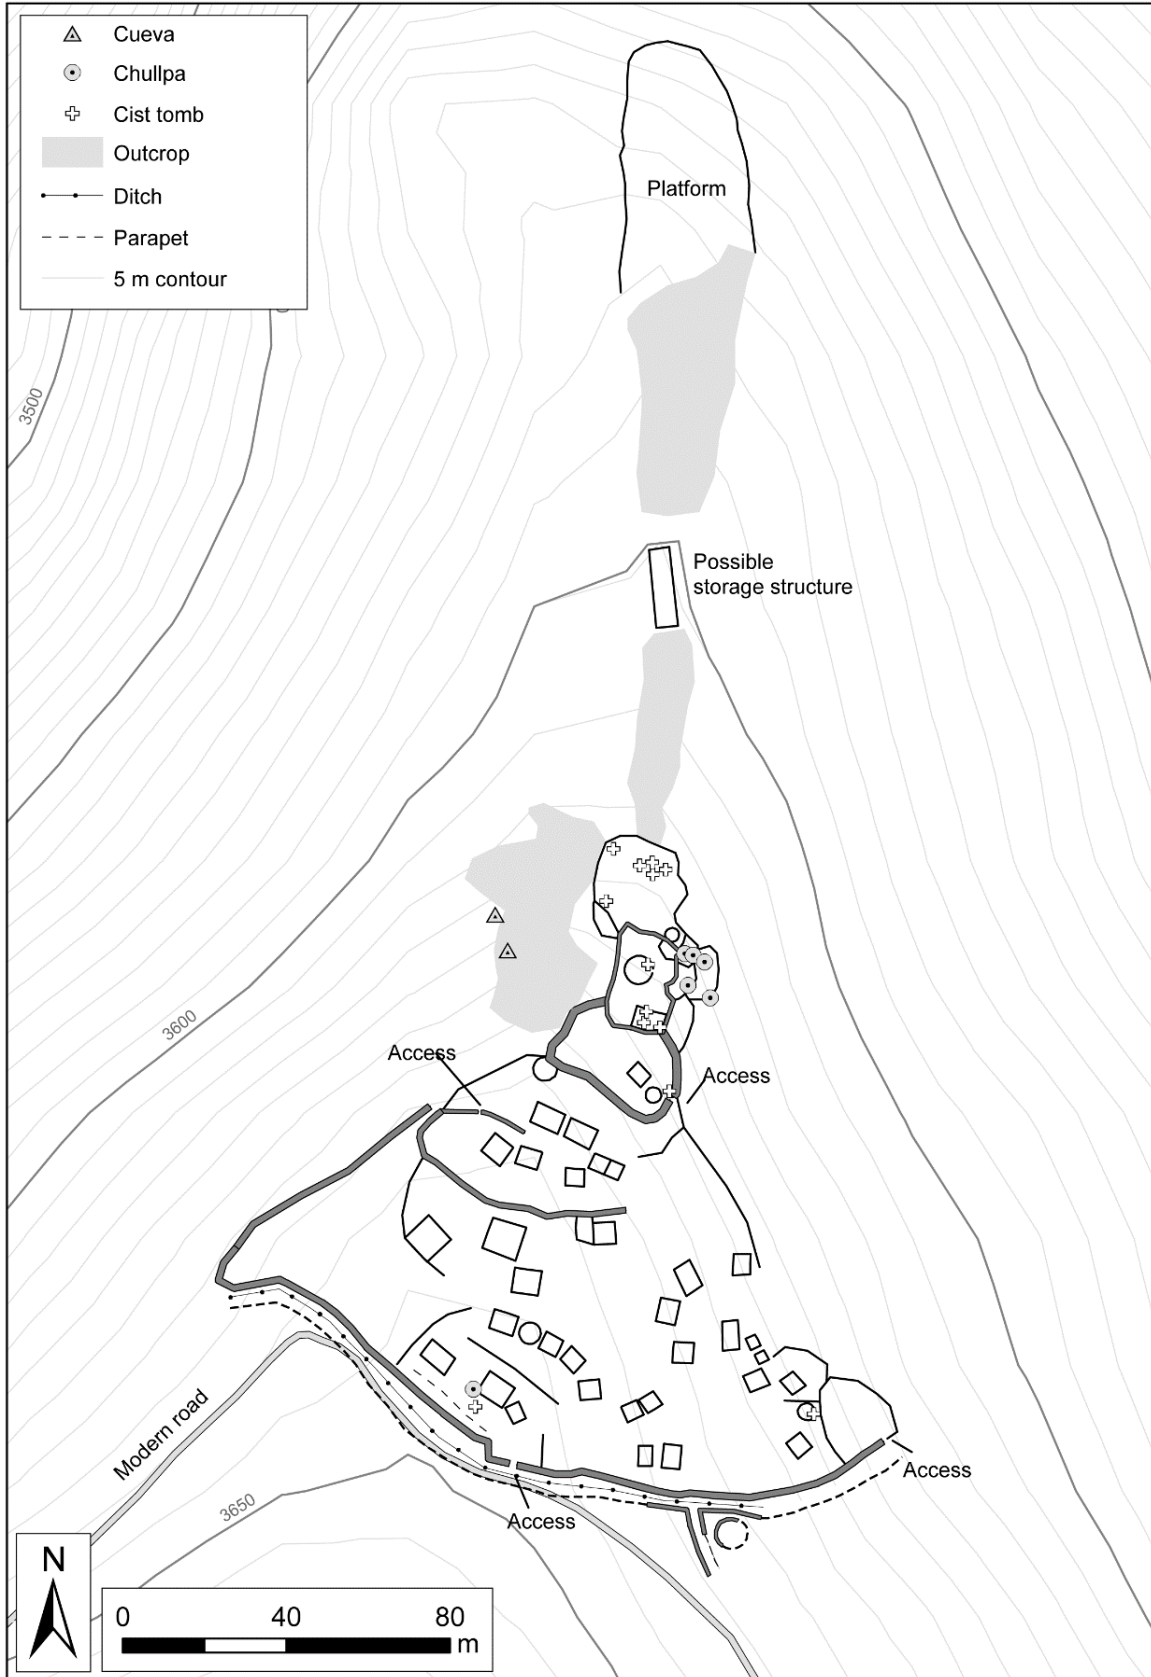 Cueva
Chullpa
Cist tomb
Outcrop
Ditch
Parapet
5 m contour
Platform
3500
Possible
storage structure
3600
Access
Access
Modern road
Access
3650
Access
N
0 40 80
m